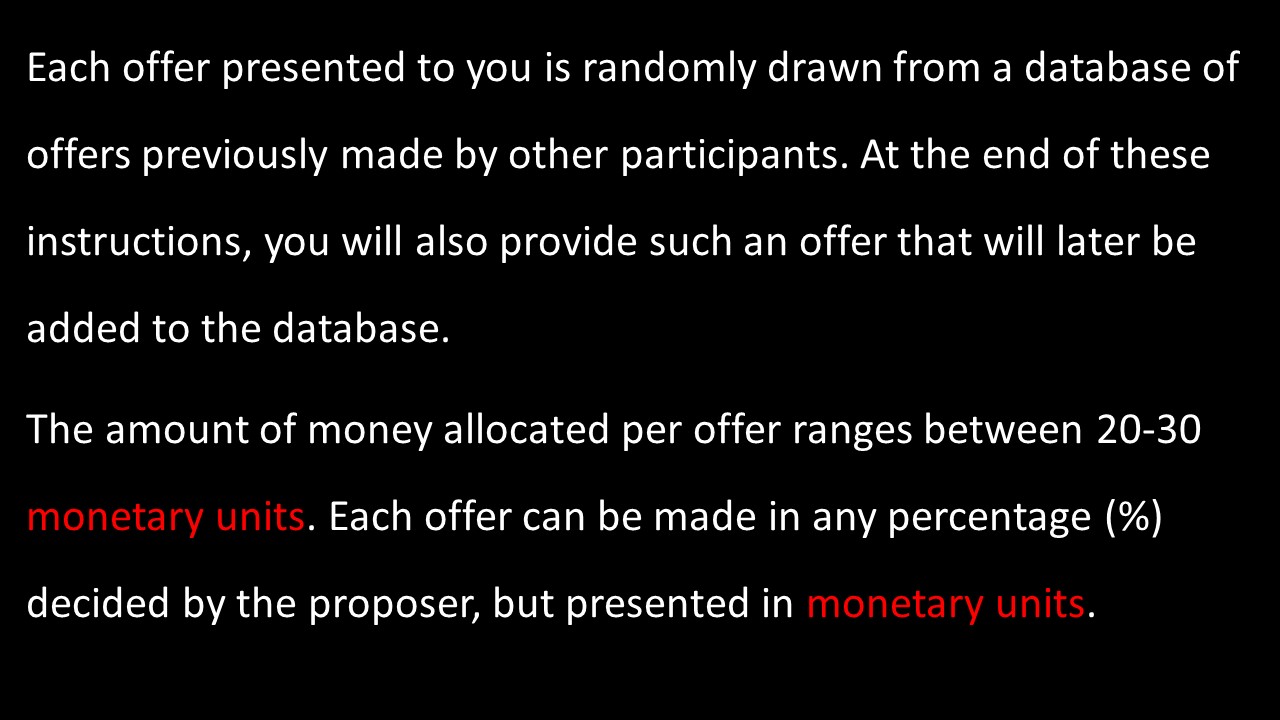 Each offer presented to you is randomly drawn from a database of
offers previously made by other participants. At the end of these
instructions, you will also provide such an offer that will later be
added to the database.
The amount of money allocated per offer ranges between 20-30
monetary units. Each offer can be made in any percentage (%)
decided by the proposer, but presented in monetary units.